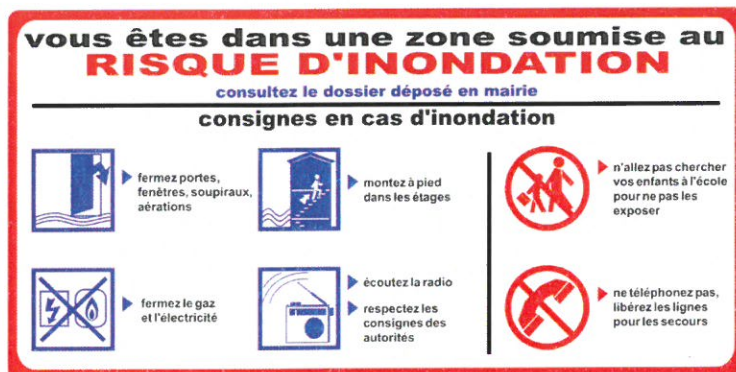 vous êtes dans une zone soumise au
RISQUE D'INONDATION
consultez le dossier déposé en mairie
consignes en cas d'inondation
fermez portes,
fenêtres, soupiraux,
aérations
montez à pied
dans les étages
n'allez pas chercher
vos enfants à l'école
pour ne pas les
exposer
fermez le gaz
et l'électricité
écoutez la radio
respectez les
consignes des
autorités
ne téléphonez pas,
libérez les lignes
pour les secours